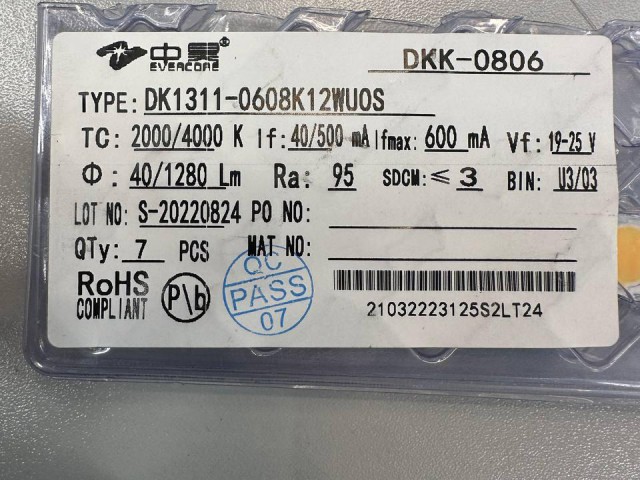 中昊
EVERCORE
DKK-0806
TYPE: DK1311-0608K12WUOS
TC: 2000/4000 K If: 40/500 mA Ifmax: 600 mA Vf: 19-25 V
Φ: 40/1280 Lm Ra: 95 SDCM: ≤3 BIN: U3/03
LOT NO: S-20220824 PO NO:
QTy: 7 PCS MAT NO:
RoHS
COMPLIANT
P\b
QC
PASS
07
21032223125S2LT24